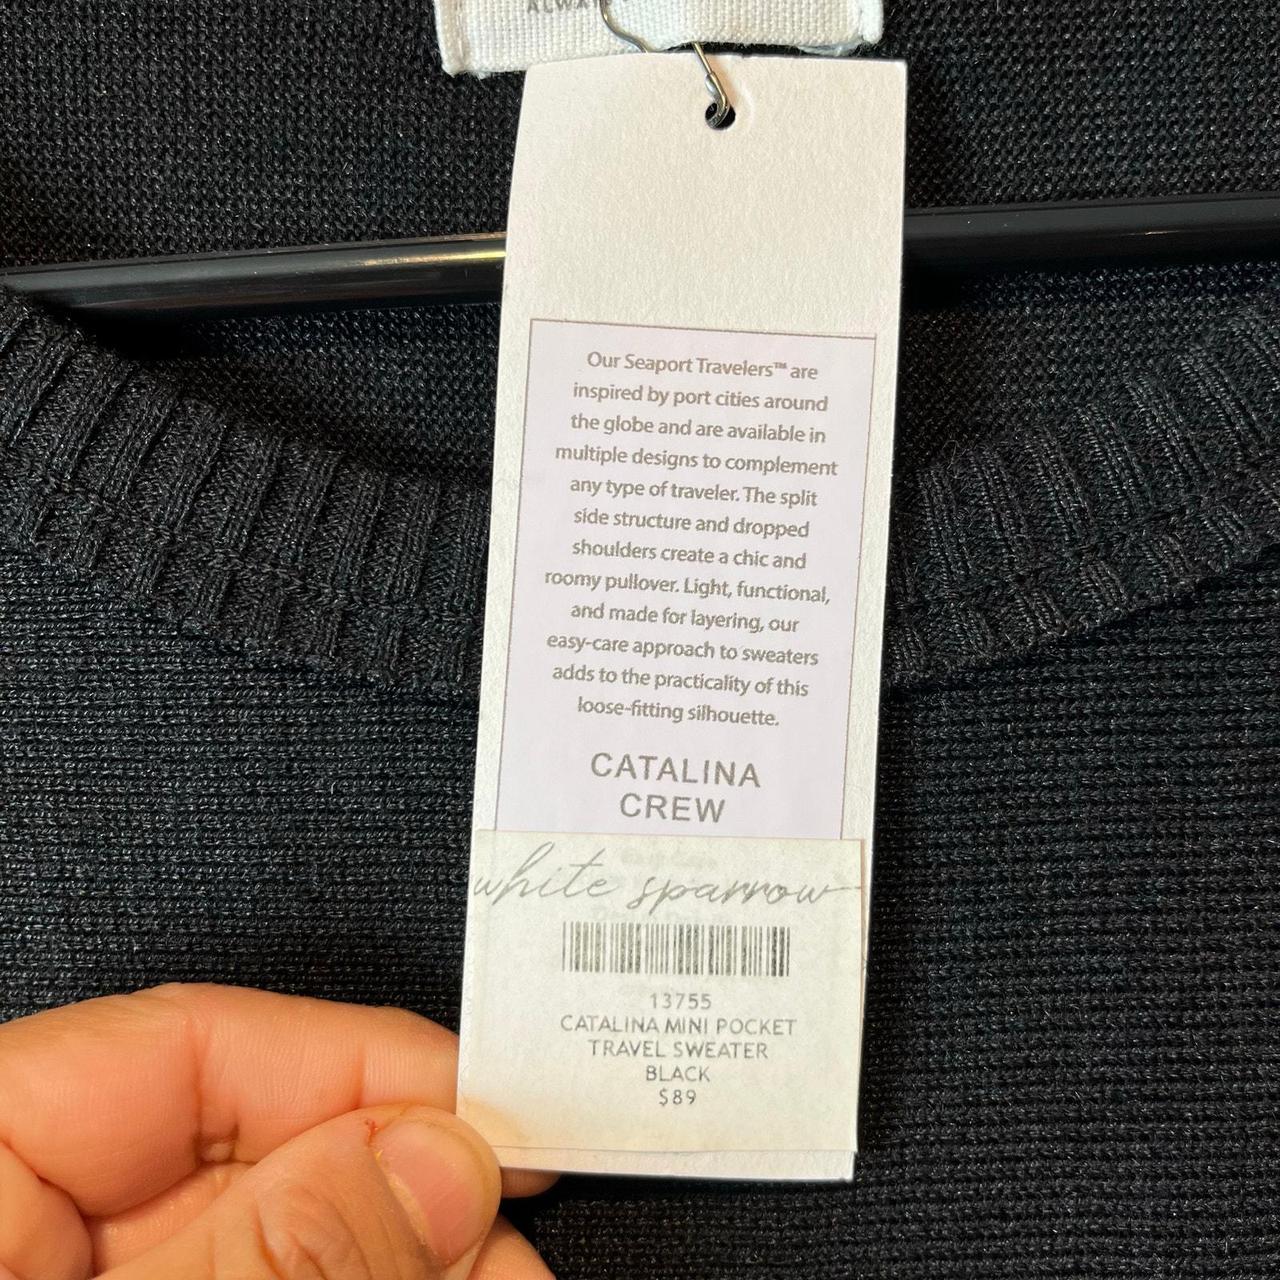 Our Seaport Travelers™ are
inspired by port cities around
the globe and are available in
multiple designs to complement
any type of traveler. The split
side structure and dropped
shoulders create a chic and
roomy pullover. Light, functional,
and made for layering, our
easy-care approach to sweaters
adds to the practicality of this
loose-fitting silhouette.
CATALINA
CREW
white sparrow
13755
CATALINA MINI POCKET
TRAVEL SWEATER
BLACK
$89